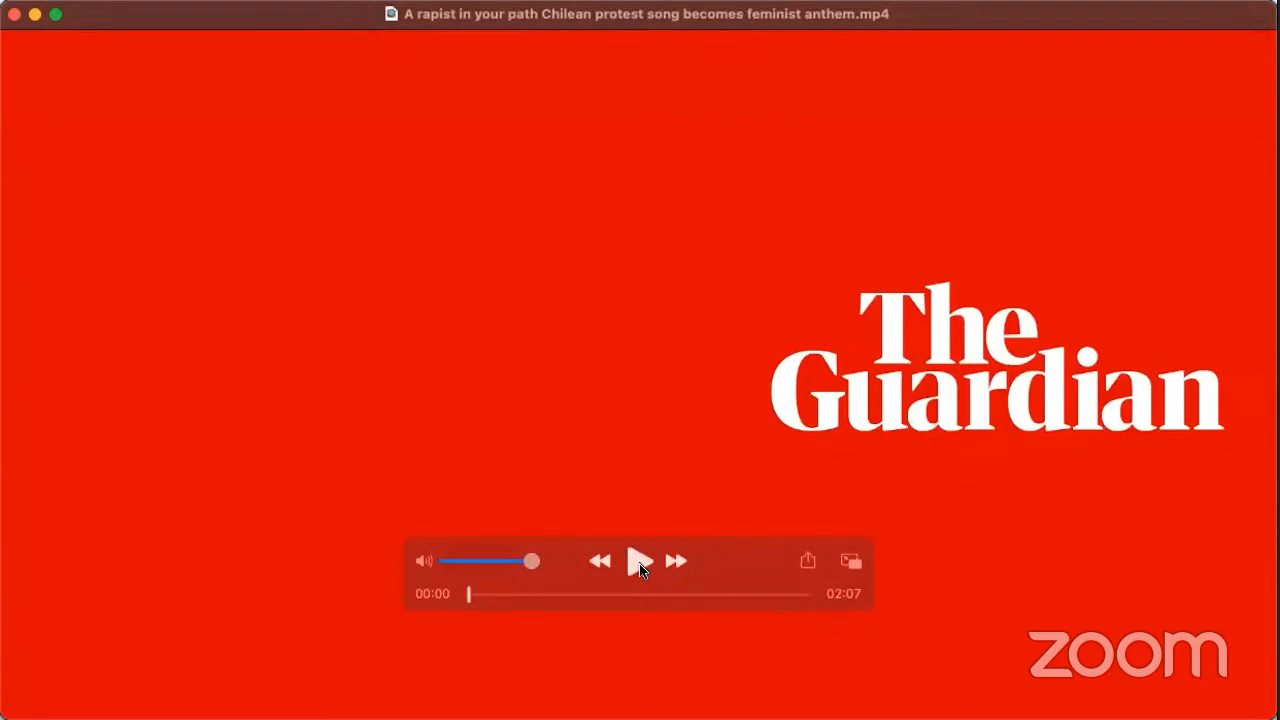 A rapist in your path Chilean protest song becomes feminist anthem.mp4
The
Guardian
00:00
02:07
zoom